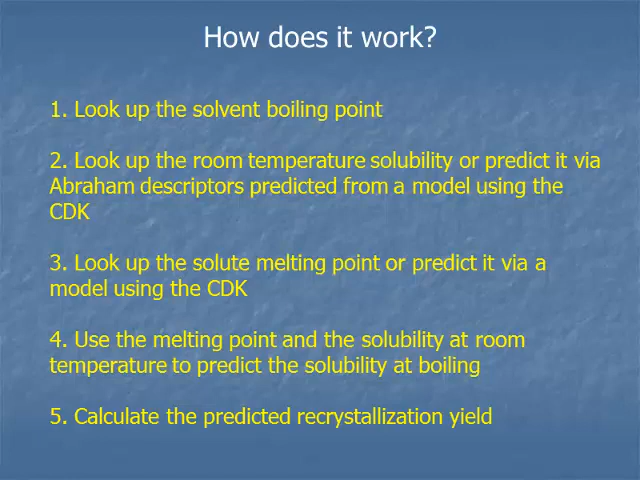 How does it work?
1. Look up the solvent boiling point
2. Look up the room temperature solubility or predict it via
Abraham descriptors predicted from a model using the
CDK
3. Look up the solute melting point or predict it via a
model using the CDK
4. Use the melting point and the solubility at room
temperature to predict the solubility at boiling
5. Calculate the predicted recrystallization yield